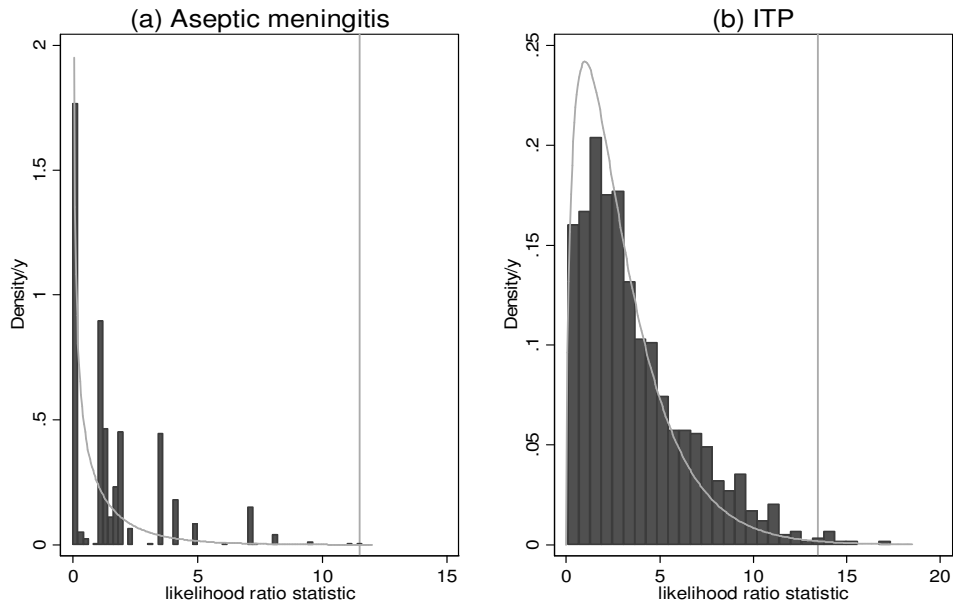 (a) Aseptic meningitis
2
1.5
1
.5
0
Density/y
0 5 10 15
likelihood ratio statistic
(b) ITP
.25
.2
.15
.1
.05
0
Density/y
0 5 10 15 20
likelihood ratio statistic